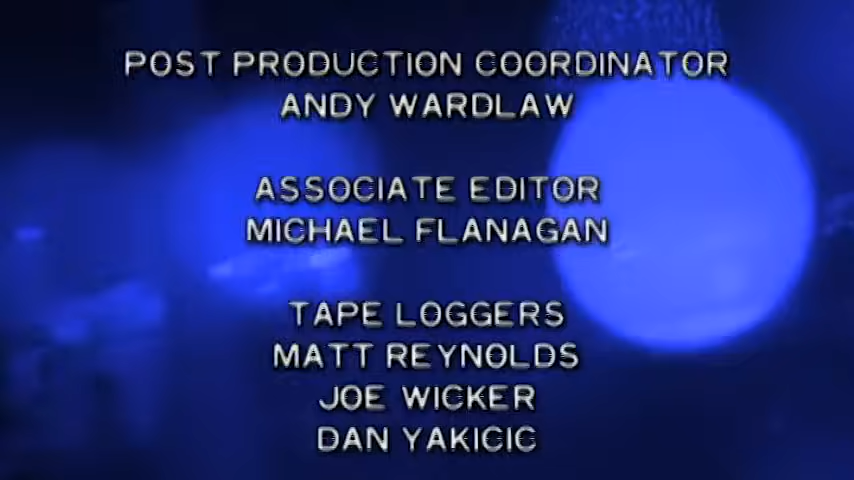 POST PRODUCTION COORDINATOR
ANDY WARDLAW
ASSOCIATE EDITOR
MICHAEL FLANAGAN
TAPE LOGGERS
MATT REYNOLDS
JOE WICKER
DAN YAKICIC